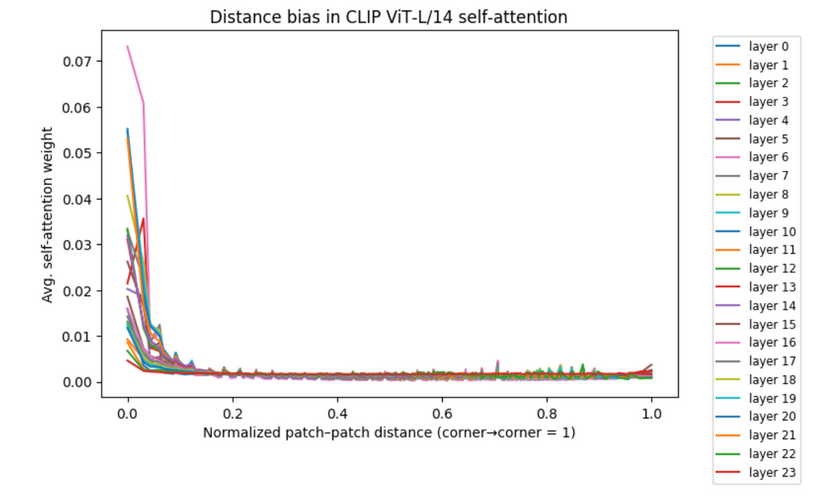 Distance bias in CLIP ViT-L/14 self-attention
Avg. self-attention weight
0.07
0.06
0.05
0.04
0.03
0.02
0.01
0.00
0.0 0.2 0.4 0.6 0.8 1.0
Normalized patch–patch distance (corner→corner = 1)
layer 0
layer 1
layer 2
layer 3
layer 4
layer 5
layer 6
layer 7
layer 8
layer 9
layer 10
layer 11
layer 12
layer 13
layer 14
layer 15
layer 16
layer 17
layer 18
layer 19
layer 20
layer 21
layer 22
layer 23